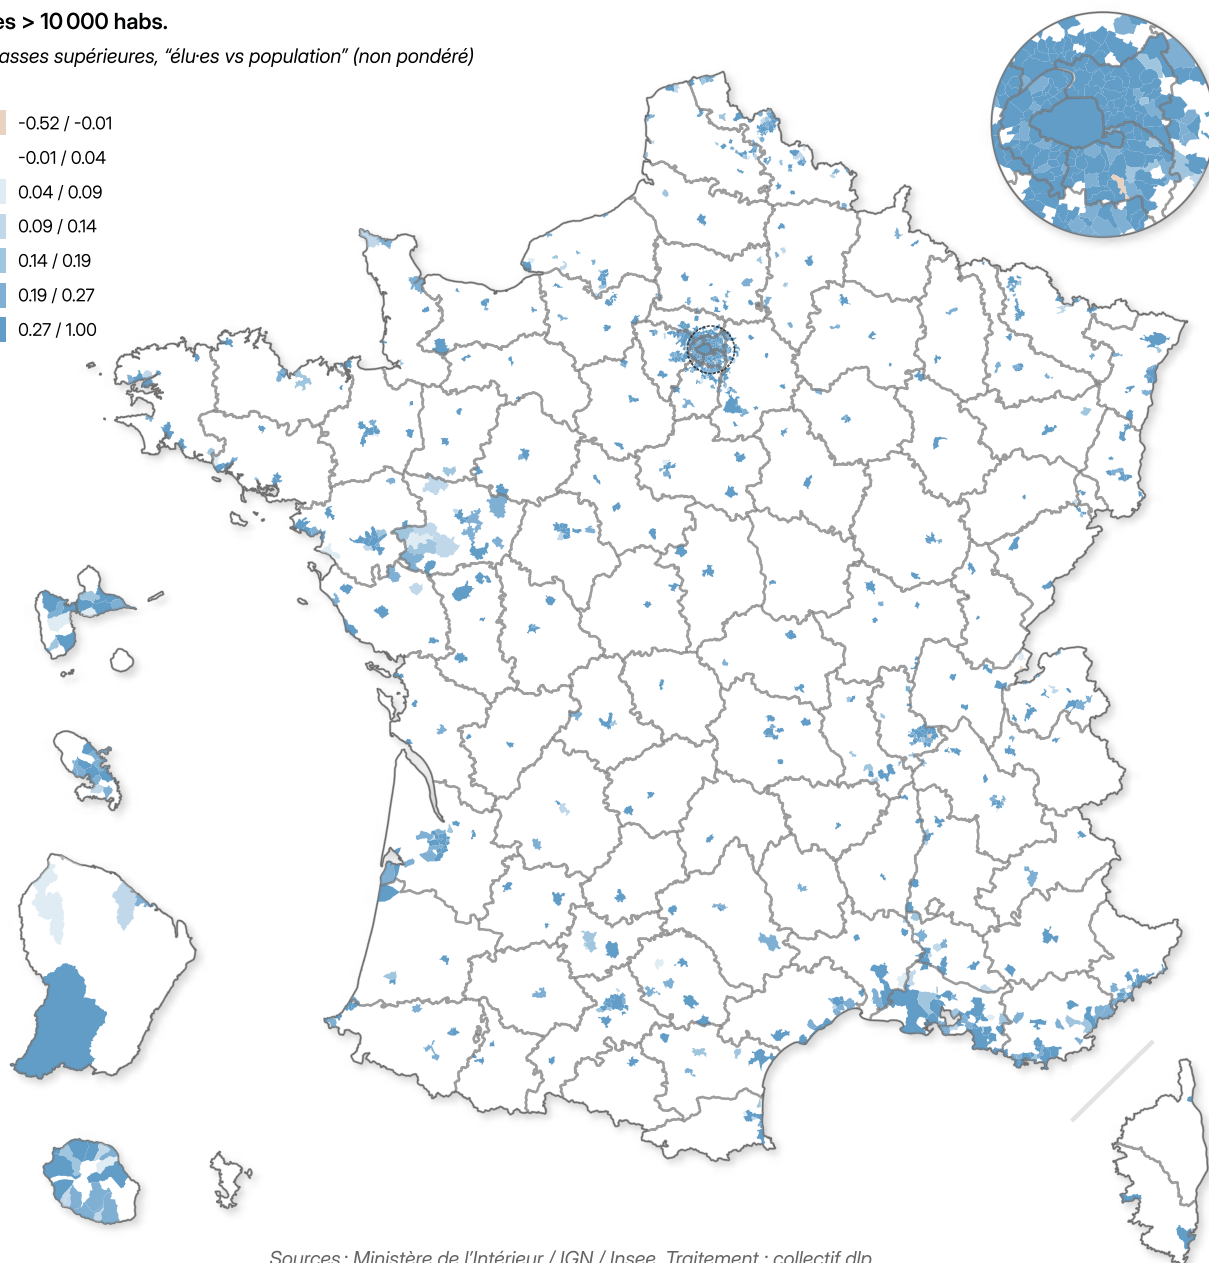 es > 10 000 habs.
asses supérieures, “élu·es vs population” (non pondéré)
-0.52 / -0.01
-0.01 / 0.04
0.04 / 0.09
0.09 / 0.14
0.14 / 0.19
0.19 / 0.27
0.27 / 1.00
Sources : Ministère de l’Intérieur / IGN / Insee. Traitement : collectif dlp